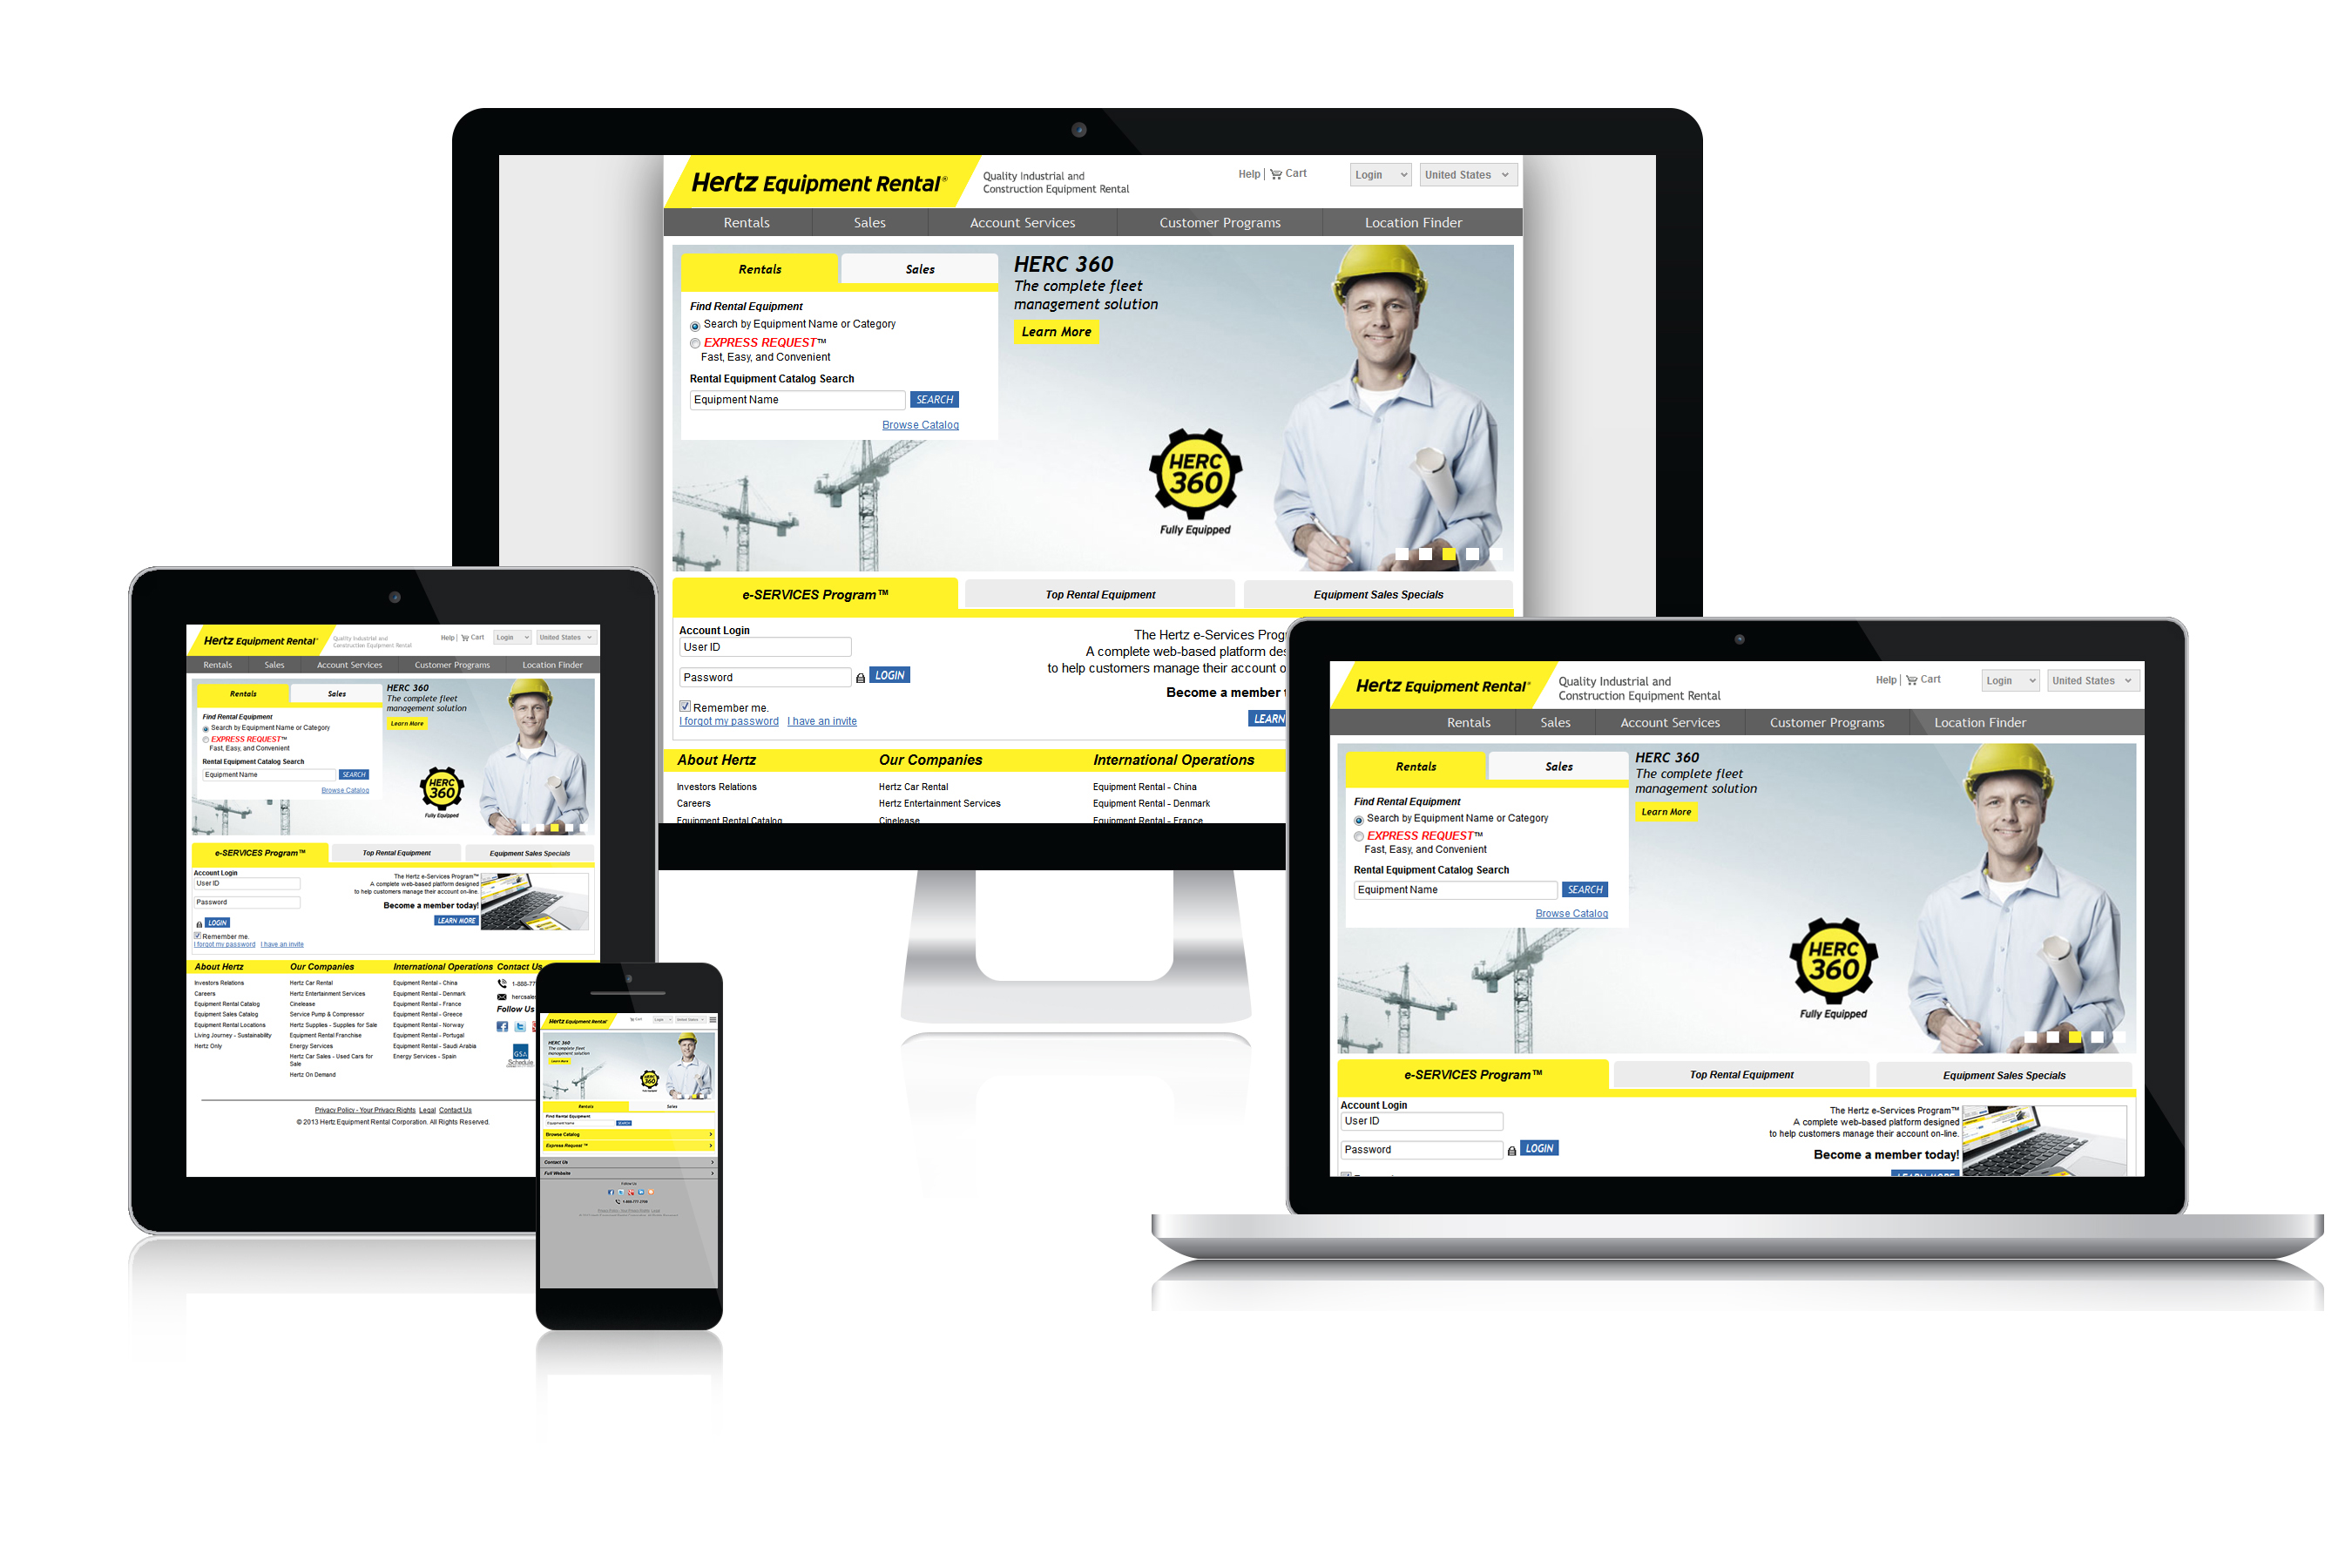 Hertz Equipment Rental®
Quality Industrial and
Construction Equipment Rental
Help | Cart
Login
United States
Rentals
Sales
Account Services
Customer Programs
Location Finder
Rentals
Sales
Find Rental Equipment
Search by Equipment Name or Category
EXPRESS REQUEST™
Fast, Easy, and Convenient
Rental Equipment Catalog Search
Equipment Name
SEARCH
Browse Catalog
HERC 360
The complete fleet
management solution
Learn More
HERC
360
Fully Equipped
e-SERVICES Program™
Top Rental Equipment
Equipment Sales Specials
Account Login
User ID
Password
LOGIN
Remember me.
I forgot my password
I have an invite
The Hertz e-Services Prog
A complete web-based platform des
to help customers manage their account o
Become a member
LEARN
About Hertz
Our Companies
International Operations
Investors Relations
Hertz Car Rental
Equipment Rental - China
Careers
Hertz Entertainment Services
Equipment Rental - Denmark
Equipment Rental Catalog
Cinelease
Equipment Rental - France
Hertz Equipment Rental®
Quality Industrial and
Construction Equipment Rental
Help | Cart
Login
United States
Rentals
Sales
Account Services
Customer Programs
Location Finder
Rentals
Sales
Find Rental Equipment
Search by Equipment Name or Category
EXPRESS REQUEST™
Fast, Easy, and Convenient
Rental Equipment Catalog Search
Equipment Name
SEARCH
Browse Catalog
HERC 360
The complete fleet
management solution
Learn More
HERC
360
Fully Equipped
e-SERVICES Program™
Top Rental Equipment
Equipment Sales Specials
Account Login
User ID
Password
LOGIN
Remember me.
I forgot my password
I have an invite
The Hertz e-Services Program™
A complete web-based platform designed
to help customers manage their account on-line.
Become a member today!
LEARN MORE
About Hertz
Investors Relations
Careers
Equipment Rental Catalog
Equipment Sales Catalog
Equipment Rental Locations
Living Journey - Sustainability
Hertz Only
Our Companies
Hertz Car Rental
Hertz Entertainment Services
Cinelease
Service Pump & Compressor
Hertz Supplies - Supplies for Sale
Equipment Rental Franchise
Energy Services
Hertz Car Sales - Used Cars for
Sale
Hertz On Demand
International Operations
Equipment Rental - China
Equipment Rental - Denmark
Equipment Rental - France
Equipment Rental - Greece
Equipment Rental - Norway
Equipment Rental - Portugal
Equipment Rental - Saudi Arabia
Energy Services - Spain
Contact Us
1-888-77
hercsales
Follow Us
GSA
Schedule
Privacy Policy - Your Privacy Rights Legal Contact Us
© 2013 Hertz Equipment Rental Corporation. All Rights Reserved.
Hertz Equipment Rental®
Cart
Login
United States
HERC 360
The complete fleet
management solution
Learn More
HERC
360
Rentals
Sales
Find Rental Equipment
Equipment Name
SEARCH
Browse Catalog
Express Request ™
Contact Us
Full Website
Follow Us
Hertz Equipment Rental®
Quality Industrial and
Construction Equipment Rental
Help | Cart
Login
United States
Rentals
Sales
Account Services
Customer Programs
Location Finder
Rentals
Sales
Find Rental Equipment
Search by Equipment Name or Category
EXPRESS REQUEST™
Fast, Easy, and Convenient
Rental Equipment Catalog Search
Equipment Name
SEARCH
Browse Catalog
HERC 360
The complete fleet
management solution
Learn More
HERC
360
Fully Equipped
e-SERVICES Program™
Top Rental Equipment
Equipment Sales Specials
Account Login
User ID
Password
LOGIN
The Hertz e-Services Program™
A complete web-based platform designed
to help customers manage their account on-line.
Become a member today!
LEARN MORE